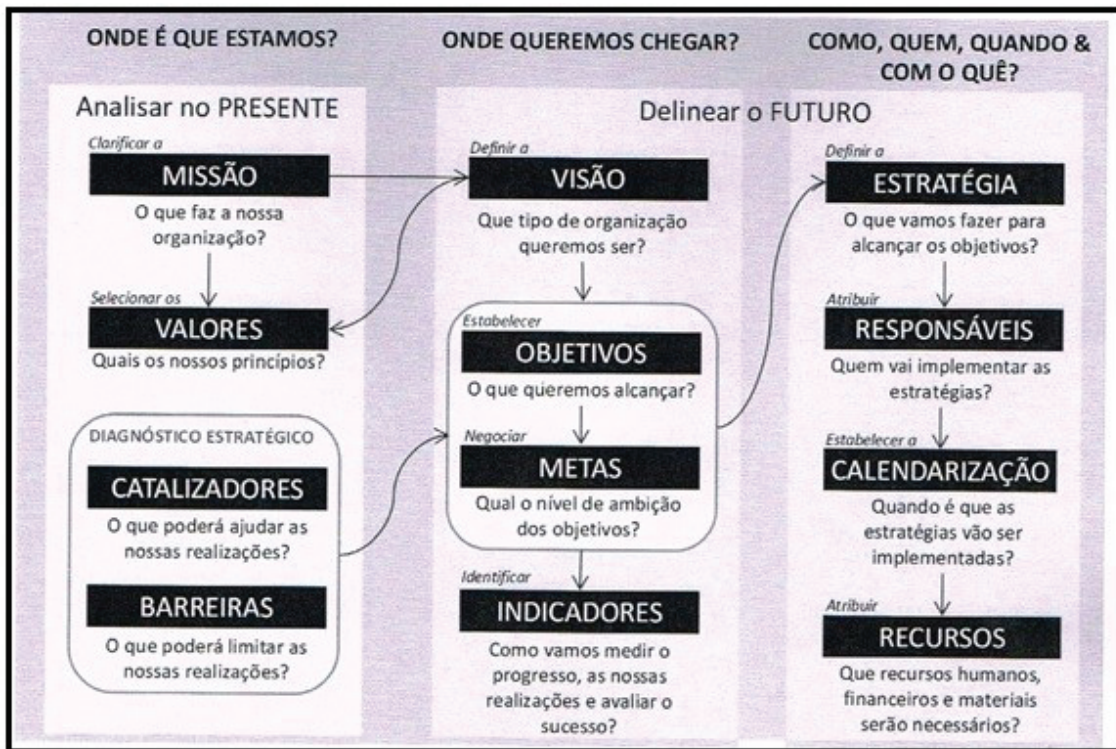 ONDE É QUE ESTAMOS?
Analisar no PRESENTE
Clarificar a
MISSÃO
O que faz a nossa
organização?
Selecionar os
VALORES
Quais os nossos princípios?
DIAGNÓSTICO ESTRATÉGICO
CATALIZADORES
O que poderá ajudar as
nossas realizações?
BARREIRAS
O que poderá limitar as
nossas realizações?
ONDE QUEREMOS CHEGAR?
Delinear o FUTURO
Definir a
VISÃO
Que tipo de organização
queremos ser?
Estabelecer
OBJETIVOS
O que queremos alcançar?
Negociar
METAS
Qual o nível de ambição
dos objetivos?
Identificar
INDICADORES
Como vamos medir o
progresso, as nossas
realizações e avaliar o
sucesso?
COMO, QUEM, QUANDO &
COM O QUÊ?
Definir a
ESTRATÉGIA
O que vamos fazer para
alcançar os objetivos?
Atribuir
RESPONSÁVEIS
Quem vai implementar as
estratégias?
Estabelecer a
CALENDARIZAÇÃO
Quando é que as
estratégias vão ser
implementadas?
Atribuir
RECURSOS
Que recursos humanos,
financeiros e materiais
serão necessários?